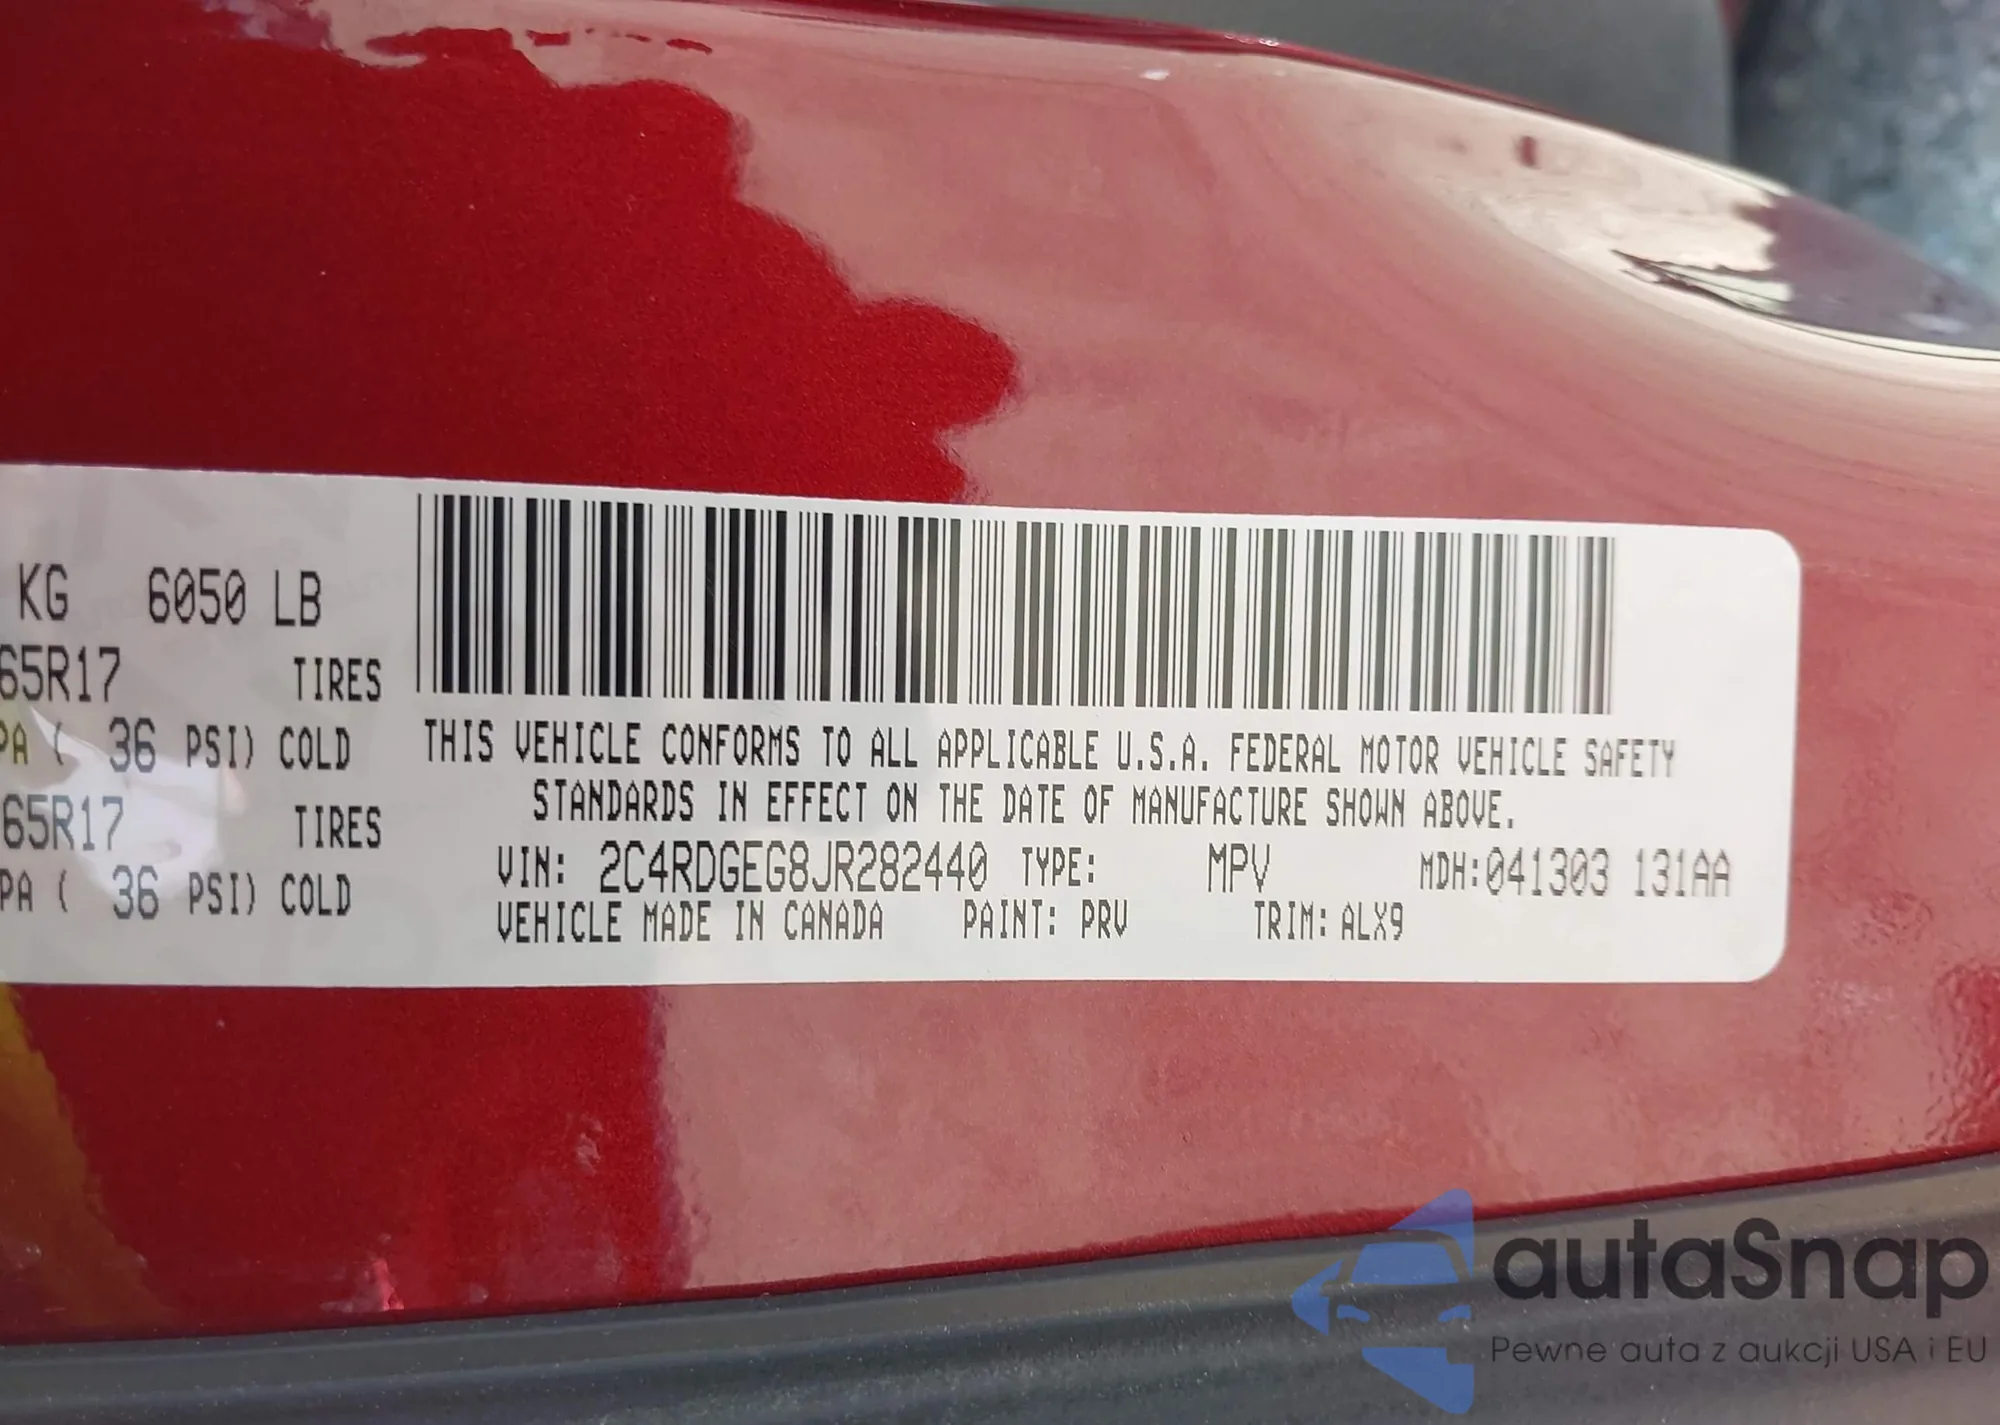 KG 6050 LB
65R17 TIRES
PA ( 36 PSI) COLD
65R17 TIRES
PA ( 36 PSI) COLD
THIS VEHICLE CONFORMS TO ALL APPLICABLE U.S.A. FEDERAL MOTOR VEHICLE SAFETY
STANDARDS IN EFFECT ON THE DATE OF MANUFACTURE SHOWN ABOVE.
VIN: 2C4RDGEG8JR282440 TYPE: MPV MDH:041303 131AA
VEHICLE MADE IN CANADA PAINT: PRV TRIM: ALX9
autaSnap
Pewne auta z aukcji USA i EU